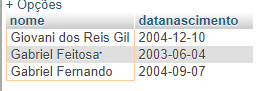 + Opções
nome datanascimento
Giovani dos Reis Gil 2004-12-10
Gabriel Feitosa 2003-06-04
Gabriel Fernando 2004-09-07